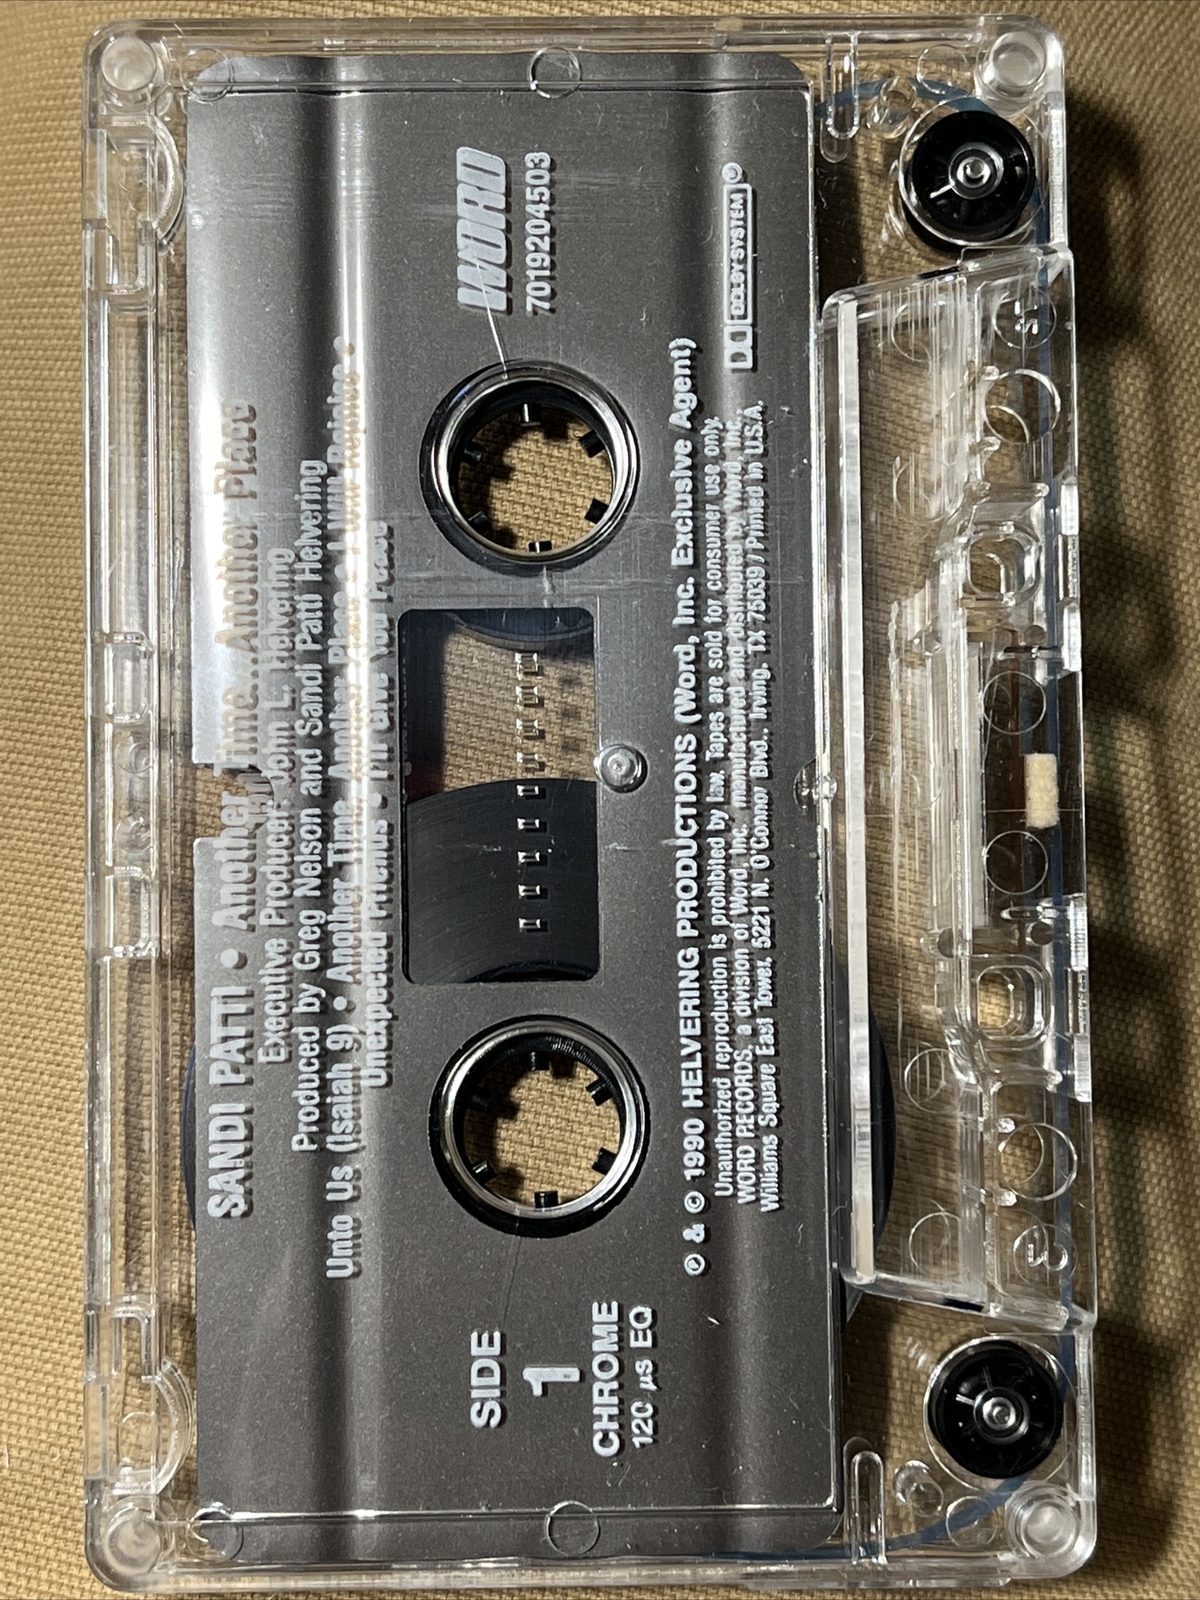 SANDI PATTI • Another Time...Another Place
Executive Producer: John L. Helvering
Produced by Greg Nelson and Sandi Patti Helvering
Unto Us (Isaiah 9) • Another Time, Another Place • I Will Rejoice •
Unexpected Friends • I'll Give You Peace
WORD
7019204503
SIDE
1
CHROME
120 µs EQ
℗ & © 1990 HELVERING PRODUCTIONS (Word, Inc. Exclusive Agent)
Unauthorized reproduction is prohibited by law. Tapes are sold for consumer use only.
WORD RECORDS, a division of Word, Inc. manufactured and distributed by Word, Inc.,
Williams Square East Tower, 5221 N. O'Connor Blvd., Irving, TX 75039 / Printed in U.S.A.
DOLBY SYSTEM ®
3